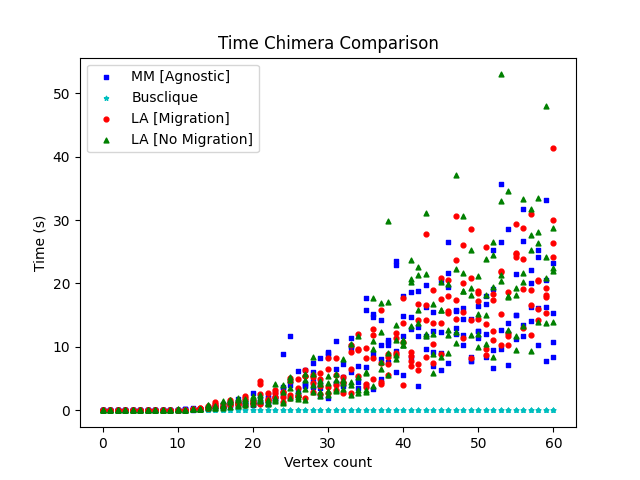 Time Chimera Comparison
MM [Agnostic]
Busclique
LA [Migration]
LA [No Migration]
Time (s)
50
40
30
20
10
0
0 10 20 30 40 50 60
Vertex count